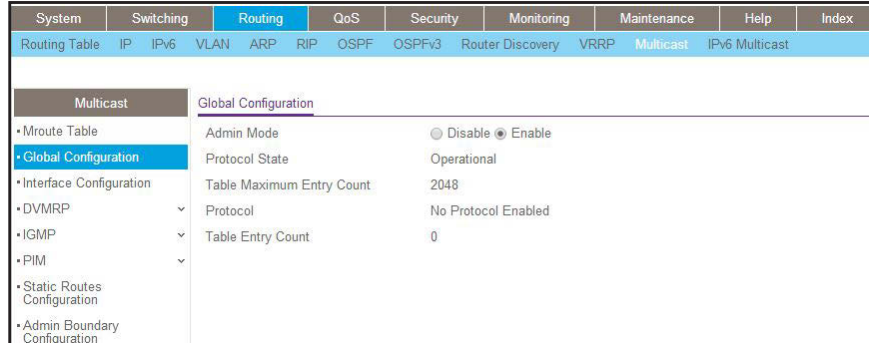 System Switching Routing QoS Security Monitoring Maintenance Help Index
Routing Table IP IPv6 VLAN ARP RIP OSPF OSPFv3 Router Discovery VRRP Multicast IPv6 Multicast
Multicast
Mroute Table
Global Configuration
Interface Configuration
DVMRP
IGMP
PIM
Static Routes
Configuration
Admin Boundary
Configuration
Global Configuration
Admin Mode Disable Enable
Protocol State Operational
Table Maximum Entry Count 2048
Protocol No Protocol Enabled
Table Entry Count 0